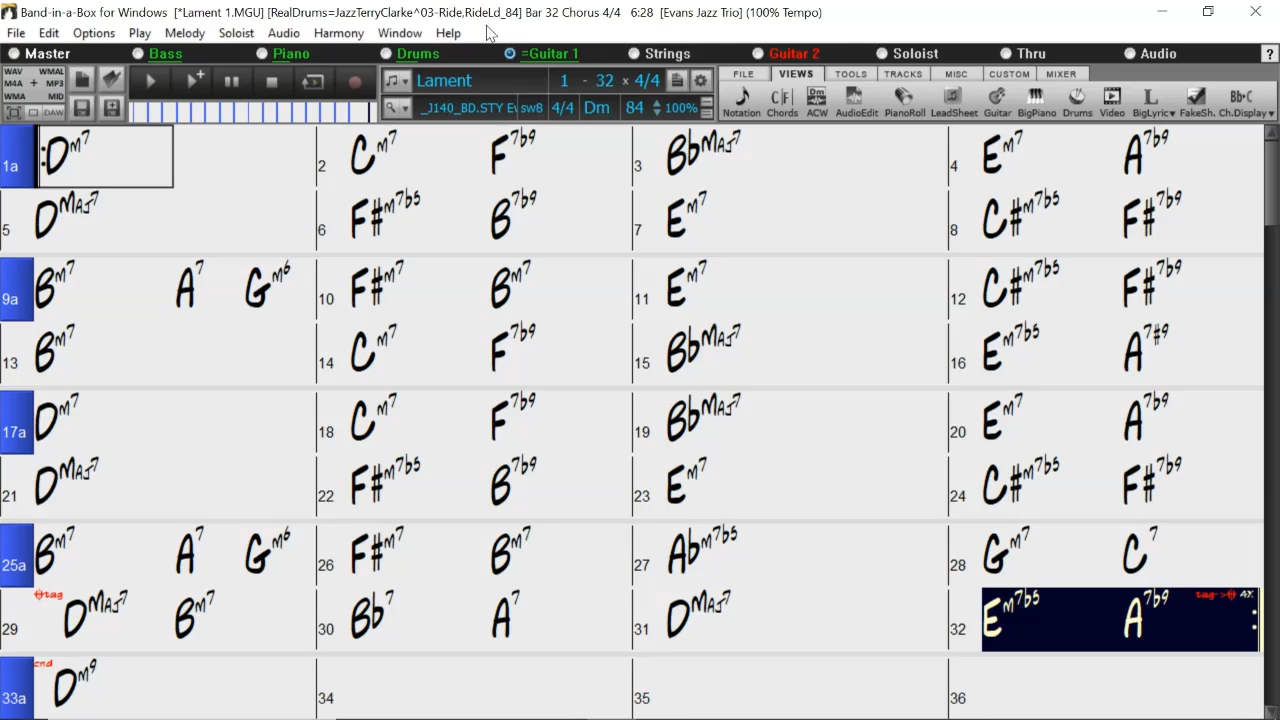 Band-in-a-Box for Windows [*Lament 1.MGU] [RealDrums=JazzTerryClarke^03-Ride.RideLd_84] Bar 32 Chorus 4/4 6:28 [Evans Jazz Trio] (100% Tempo)
File Edit Options Play Melody Soloist Audio Harmony Window Help
Master Bass Piano Drums =Guitar 1 Strings Guitar 2 Soloist Thru Audio ?
WAV WMAL
M4A + MP3
WMA MID
DAW
Lament 1 - 32 x 4/4
_J140_BD.STY Ev sw8 4/4 Dm 84 100%
FILE VIEWS TOOLS TRACKS MISC CUSTOM MIXER
Notation Chords ACW AudioEdit PianoRoll LeadSheet Guitar BigPiano Drums Video BigLyric FakeSh. Ch.Display
1a :Dm7 2 Cm7 F7b9 3 BbMAJ7 4 Em7 A7b9
5 DMAJ7 6 F#m7b5 B7b9 7 Em7 8 C#m7b5 F#7b9
9a Bm7 A7 Gm6 10 F#m7 Bm7 11 Em7 12 C#m7b5 F#7b9
13 Bm7 14 Cm7 F7b9 15 BbMAJ7 16 Em7b5 A7#9
17a Dm7 18 Cm7 F7b9 19 BbMAJ7 20 Em7 A7b9
21 DMAJ7 22 F#m7b5 B7b9 23 Em7 24 C#m7b5 F#7b9
25a Bm7 A7 Gm6 26 F#m7 Bm7 27 Abm7b5 28 Gm7 C7
tag tag-> 4X
29 DMAJ7 Bm7 30 Bb7 A7 31 DMAJ7 32 Em7b5 A7b9 :
end
33a Dm9 34 35 36